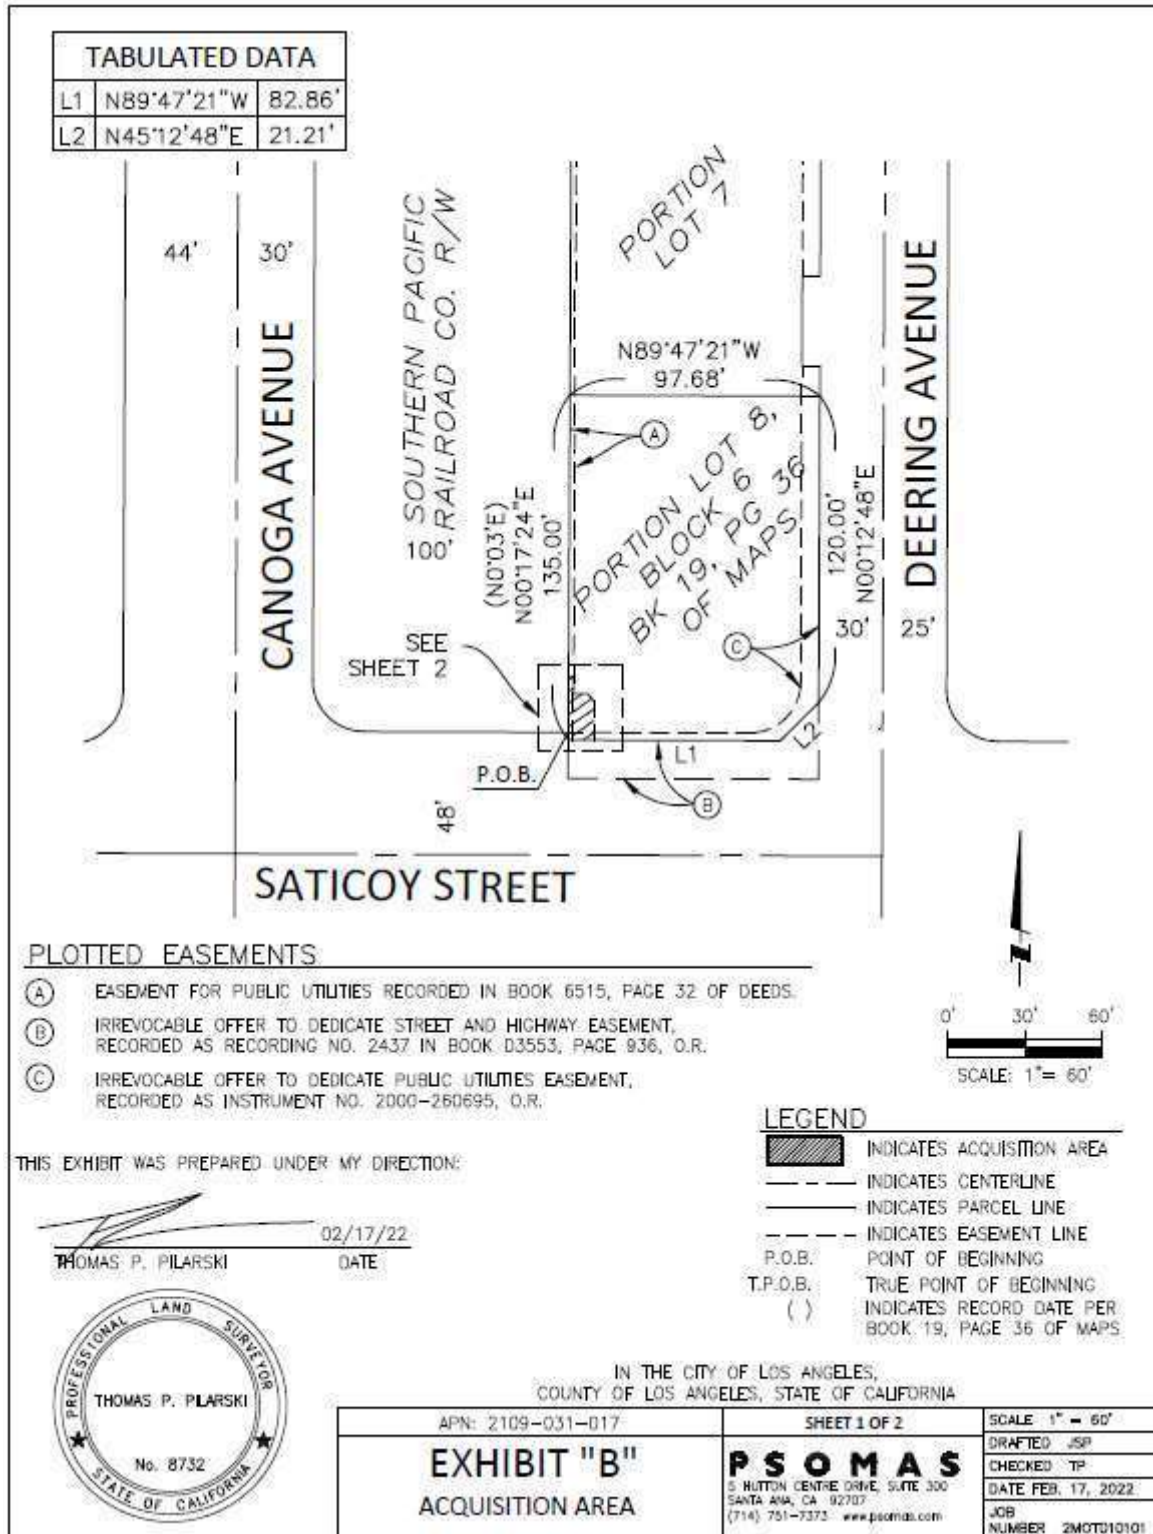 TABULATED DATA
L1 N89°47'21"W 82.86'
L2 N45°12'48"E 21.21'
44'
30'
CANOGA AVENUE
SOUTHERN PACIFIC
100' RAILROAD CO. R/W
PORTION
LOT 7
N89°47'21"W
97.68'
A
PORTION LOT 8,
BLOCK 6
BK 19, PG 36
OF MAPS
(N0°03'E)
N00°17'24"E
135.00'
120.00'
N00°12'48"E
DEERING AVENUE
C
30'
25'
SEE
SHEET 2
L1
L2
P.O.B.
B
48'
SATICOY STREET
PLOTTED EASEMENTS
A EASEMENT FOR PUBLIC UTILITIES RECORDED IN BOOK 6515, PAGE 32 OF DEEDS.
B IRREVOCABLE OFFER TO DEDICATE STREET AND HIGHWAY EASEMENT,
RECORDED AS RECORDING NO. 2437 IN BOOK D3553, PAGE 936, O.R.
C IRREVOCABLE OFFER TO DEDICATE PUBLIC UTILITIES EASEMENT,
RECORDED AS INSTRUMENT NO. 2000-260695, O.R.
N
0' 30' 60'
SCALE: 1"= 60'
LEGEND
INDICATES ACQUISITION AREA
INDICATES CENTERLINE
INDICATES PARCEL LINE
INDICATES EASEMENT LINE
P.O.B. POINT OF BEGINNING
T.P.O.B. TRUE POINT OF BEGINNING
( ) INDICATES RECORD DATE PER
BOOK 19, PAGE 36 OF MAPS
THIS EXHIBIT WAS PREPARED UNDER MY DIRECTION:
02/17/22
THOMAS P. PILARSKI DATE
PROFESSIONAL LAND SURVEYOR
THOMAS P. PILARSKI
No. 8732
STATE OF CALIFORNIA
IN THE CITY OF LOS ANGELES,
COUNTY OF LOS ANGELES, STATE OF CALIFORNIA
APN: 2109-031-017
EXHIBIT "B"
ACQUISITION AREA
SHEET 1 OF 2
PSOMAS
5 HUTTON CENTRE DRIVE, SUITE 300
SANTA ANA, CA 92707
(714) 751-7373 www.psomas.com
SCALE 1" = 60'
DRAFTED JSP
CHECKED TP
DATE FEB. 17, 2022
JOB
NUMBER 2MOT010101